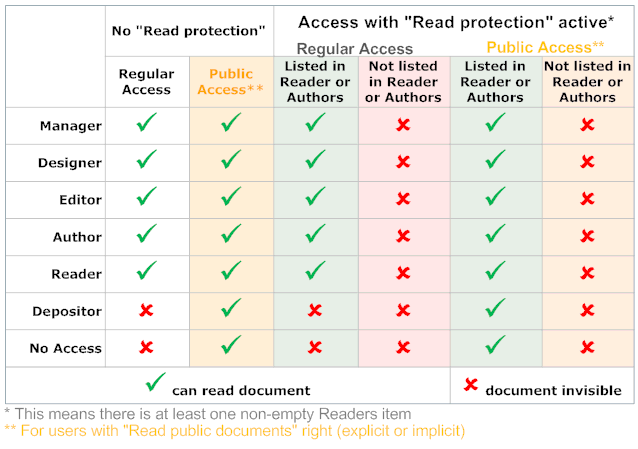 No "Read protection"
Access with "Read protection" active*
Regular Access
Public Access**
Regular
Access
Public
Access**
Listed in
Reader or
Authors
Not listed
in Reader
or Authors
Listed in
Reader or
Authors
Not listed
in Reader
or Authors
Manager
Designer
Editor
Author
Reader
Depositor
No Access
can read document
document invisible
* This means there is at least one non-empty Readers item
** For users with "Read public documents" right (explicit or implicit)